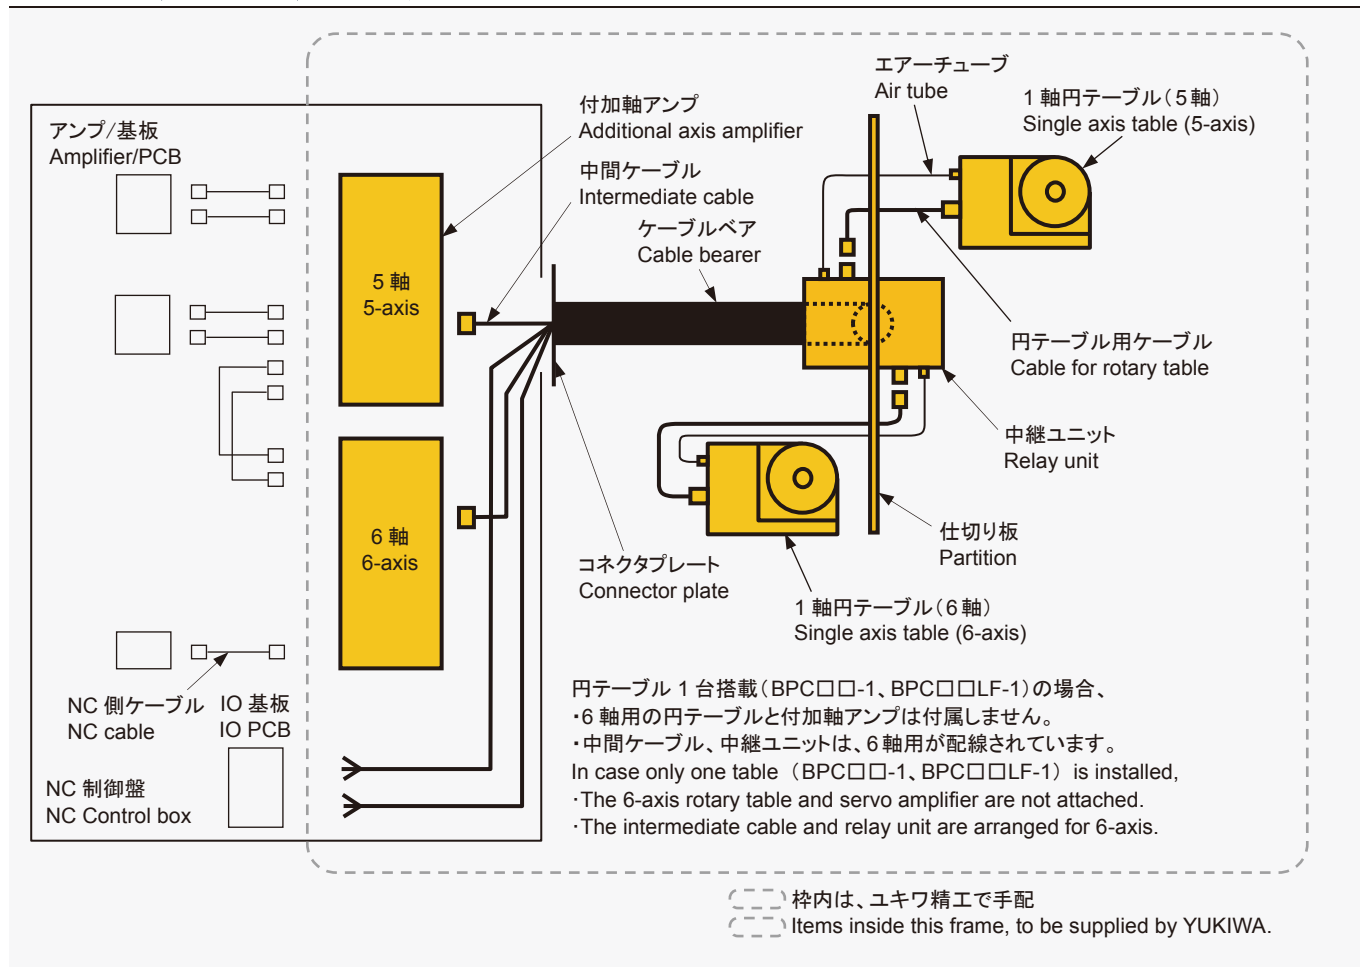 エアーチューブ
Air tube
1 軸円テーブル（5 軸）
Single axis table (5-axis)
付加軸アンプ
Additional axis amplifier
アンプ/基板
Amplifier/PCB
中間ケーブル
Intermediate cable
ケーブルベア
Cable bearer
5 軸
5-axis
円テーブル用ケーブル
Cable for rotary table
中継ユニット
Relay unit
6 軸
6-axis
仕切り板
Partition
コネクタプレート
Connector plate
1 軸円テーブル（6 軸）
Single axis table (6-axis)
NC 側ケーブル
NC cable
IO 基板
IO PCB
NC 制御盤
NC Control box
円テーブル 1 台搭載（BPC□□-1、BPC□□LF-1）の場合、
・6 軸用の円テーブルと付加軸アンプは付属しません。
・中間ケーブル、中継ユニットは、6 軸用が配線されています。
In case only one table （BPC□□-1、BPC□□LF-1） is installed,
・The 6-axis rotary table and servo amplifier are not attached.
・The intermediate cable and relay unit are arranged for 6-axis.
枠内は、ユキワ精工で手配
Items inside this frame, to be supplied by YUKIWA.